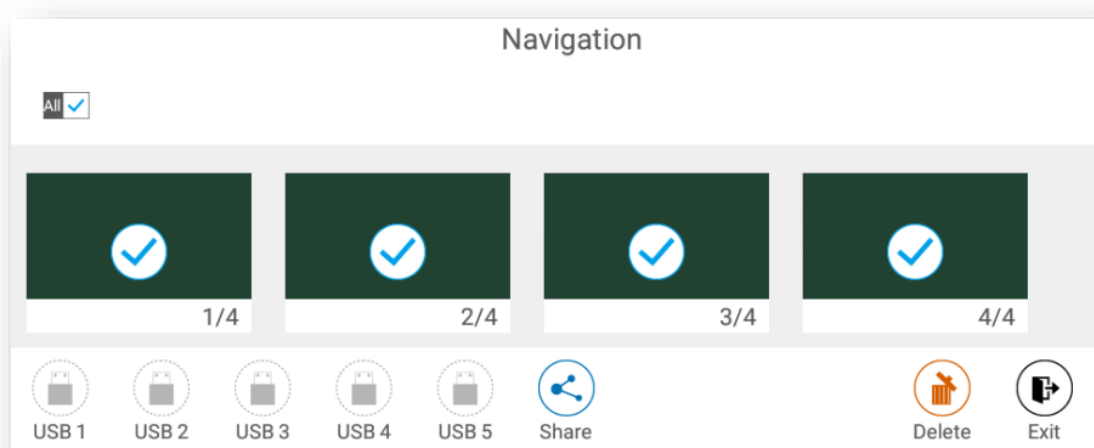 Navigation
All
1/4
2/4
3/4
4/4
USB 1
USB 2
USB 3
USB 4
USB 5
Share
Delete
Exit